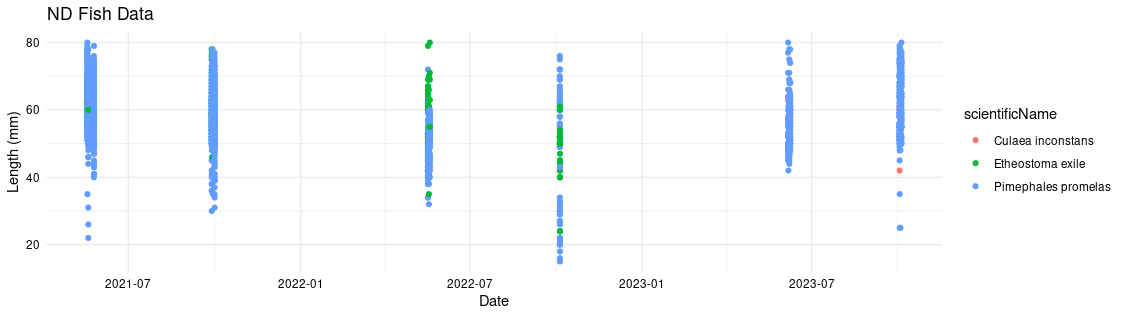 ND Fish Data
Length (mm)
80
60
40
20
2021-07
2022-01
2022-07
2023-01
2023-07
Date
scientificName
Culaea inconstans
Etheostoma exile
Pimephales promelas